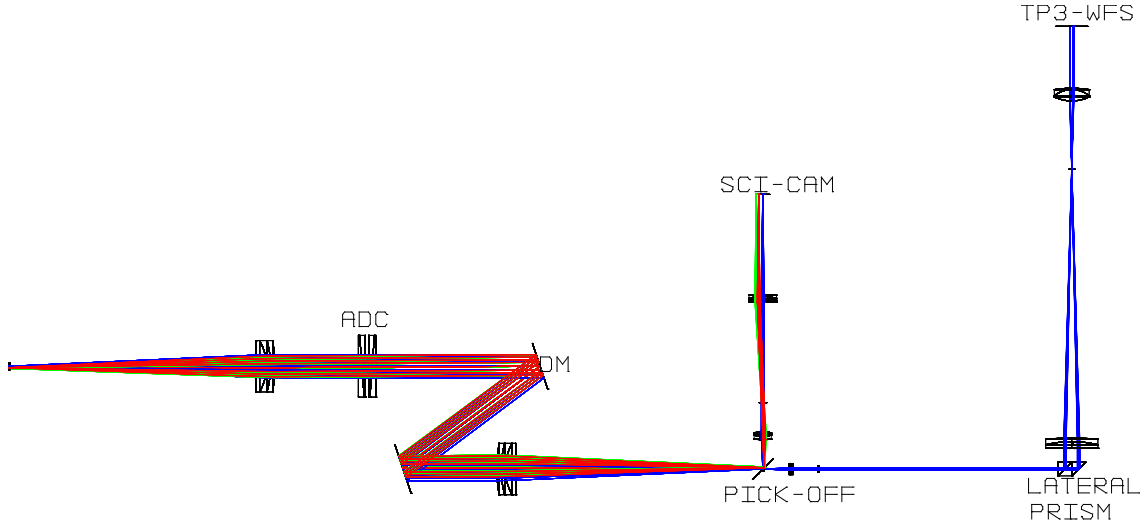 TP3-WFS
SCI-CAM
ADC
DM
PICK-OFF
LATERAL
PRISM